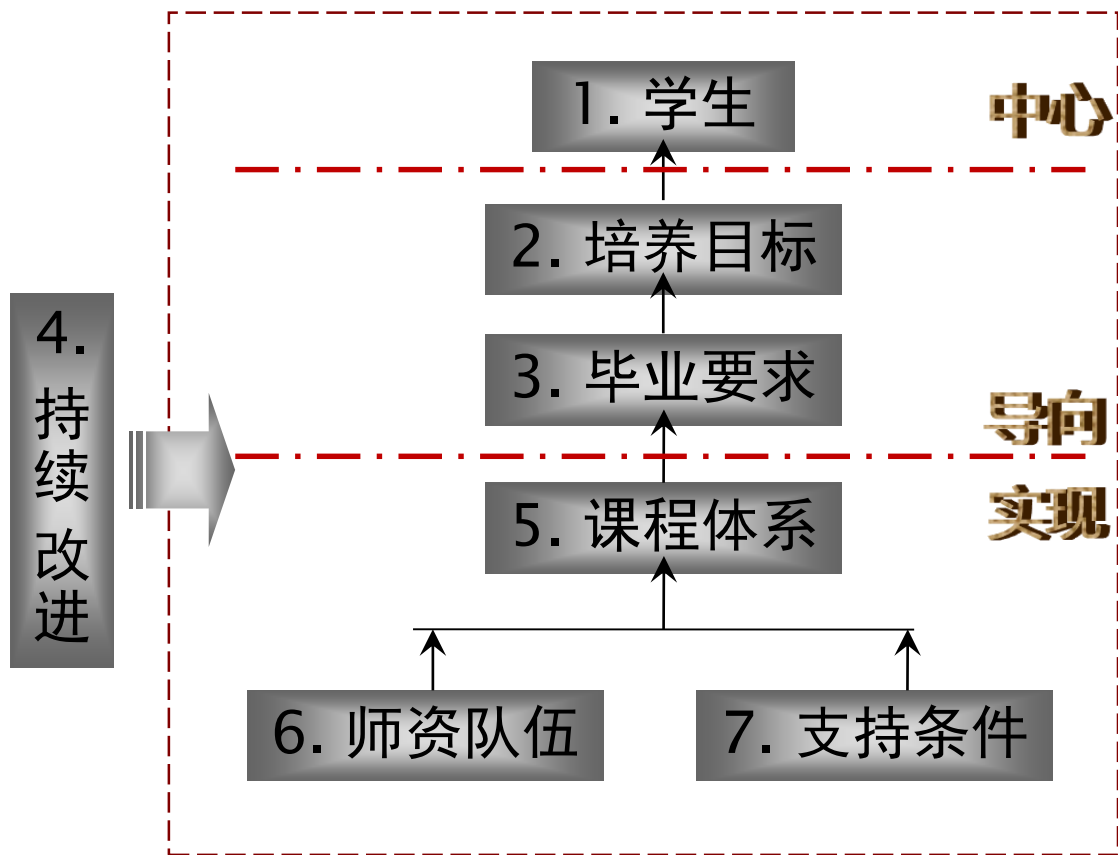 1. 学生
中心
2. 培养目标
4.
持
续
改
进
3. 毕业要求
导向
5. 课程体系
实现
6. 师资队伍
7. 支持条件